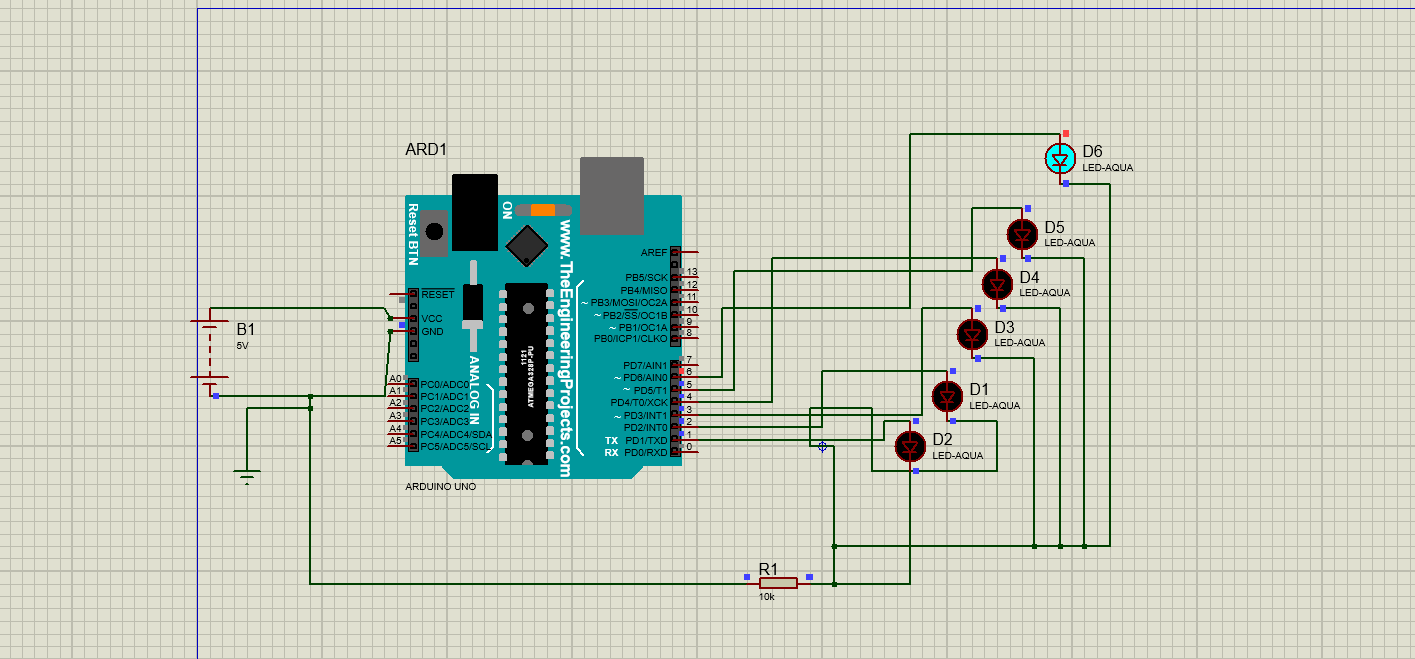 ARD1
Reset BTN
ON
www.TheEngineeringProjects.com
ANALOG IN
ATMEGA328P-PU
1121
RESET
VCC
GND
A0 PC0/ADC0
A1 PC1/ADC1
A2 PC2/ADC2
A3 PC3/ADC3
A4 PC4/ADC4/SDA
A5 PC5/ADC5/SCL
AREF
PB5/SCK 13
PB4/MISO 12
~ PB3/MOSI/OC2A 11
~ PB2/SS/OC1B 10
~ PB1/OC1A 9
PB0/ICP1/CLKO 8
PD7/AIN1 7
~ PD6/AIN0 6
~ PD5/T1 5
PD4/T0/XCK 4
~ PD3/INT1 3
PD2/INT0 2
TX PD1/TXD 1
RX PD0/RXD 0
ARDUINO UNO
B1
5V
D6
LED-AQUA
D5
LED-AQUA
D4
LED-AQUA
D3
LED-AQUA
D1
LED-AQUA
D2
LED-AQUA
R1
10k